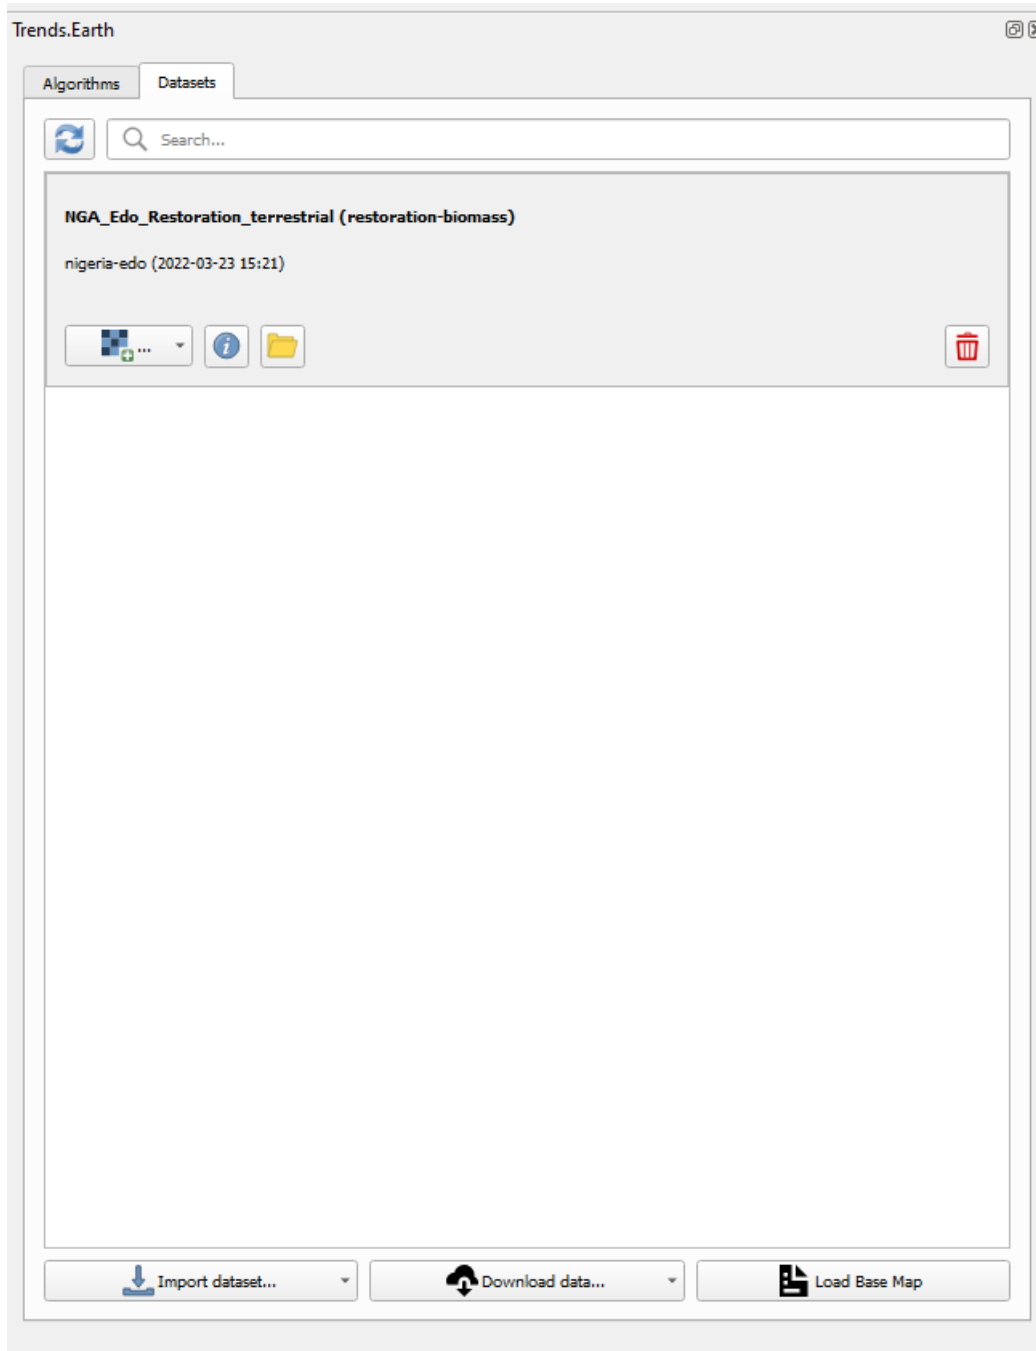 Trends.Earth
Algorithms Datasets
Search...
NGA_Edo_Restoration_terrestrial (restoration-biomass)
nigeria-edo (2022-03-23 15:21)
...
Import dataset... Download data... Load Base Map